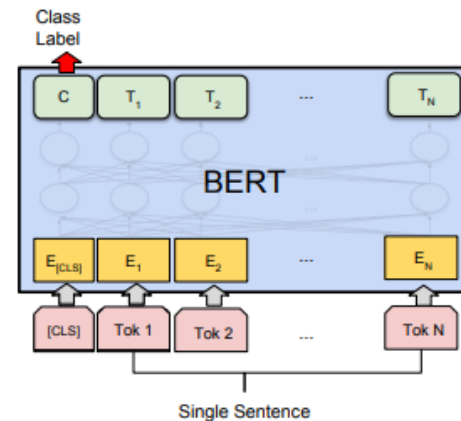 Class
Label
C T1 T2 ... TN
...
BERT
...
E[CLS] E1 E2 ... EN
[CLS] Tok 1 Tok 2 ... Tok N
Single Sentence